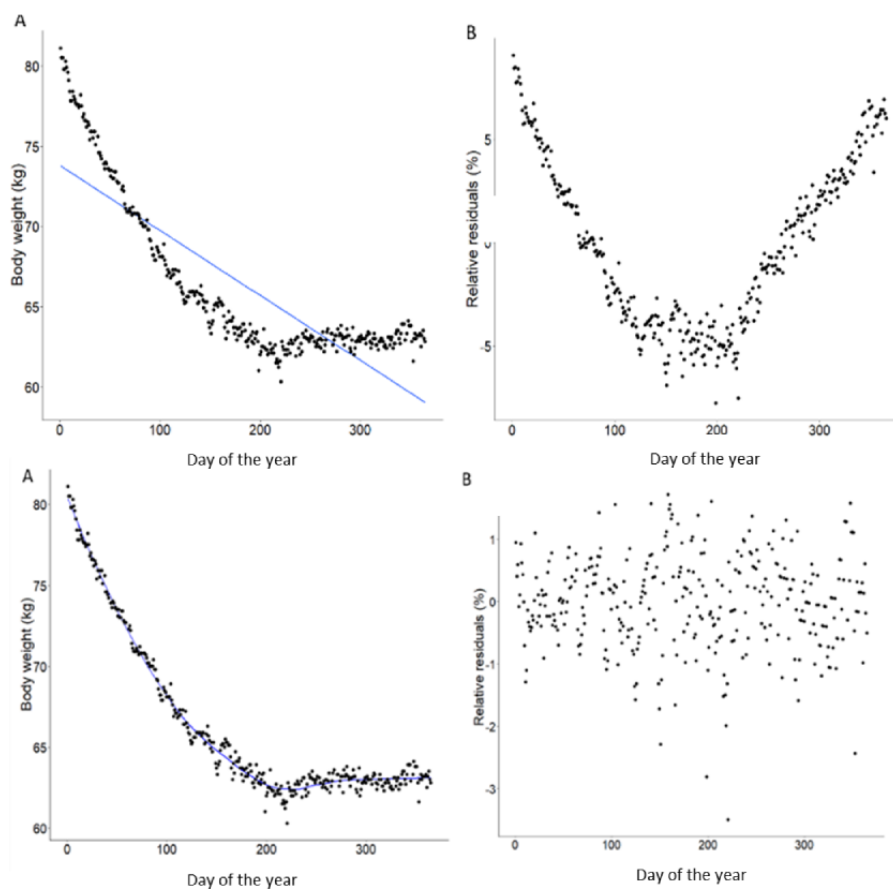 A
Body weight (kg)
80
75
70
65
60
0
100
200
300
Day of the year
B
Relative residuals (%)
5
0
-5
0
100
200
300
Day of the year
A
Body weight (kg)
80
75
70
65
60
0
100
200
300
Day of the year
B
Relative residuals (%)
1
0
-1
-2
-3
0
100
200
300
Day of the year